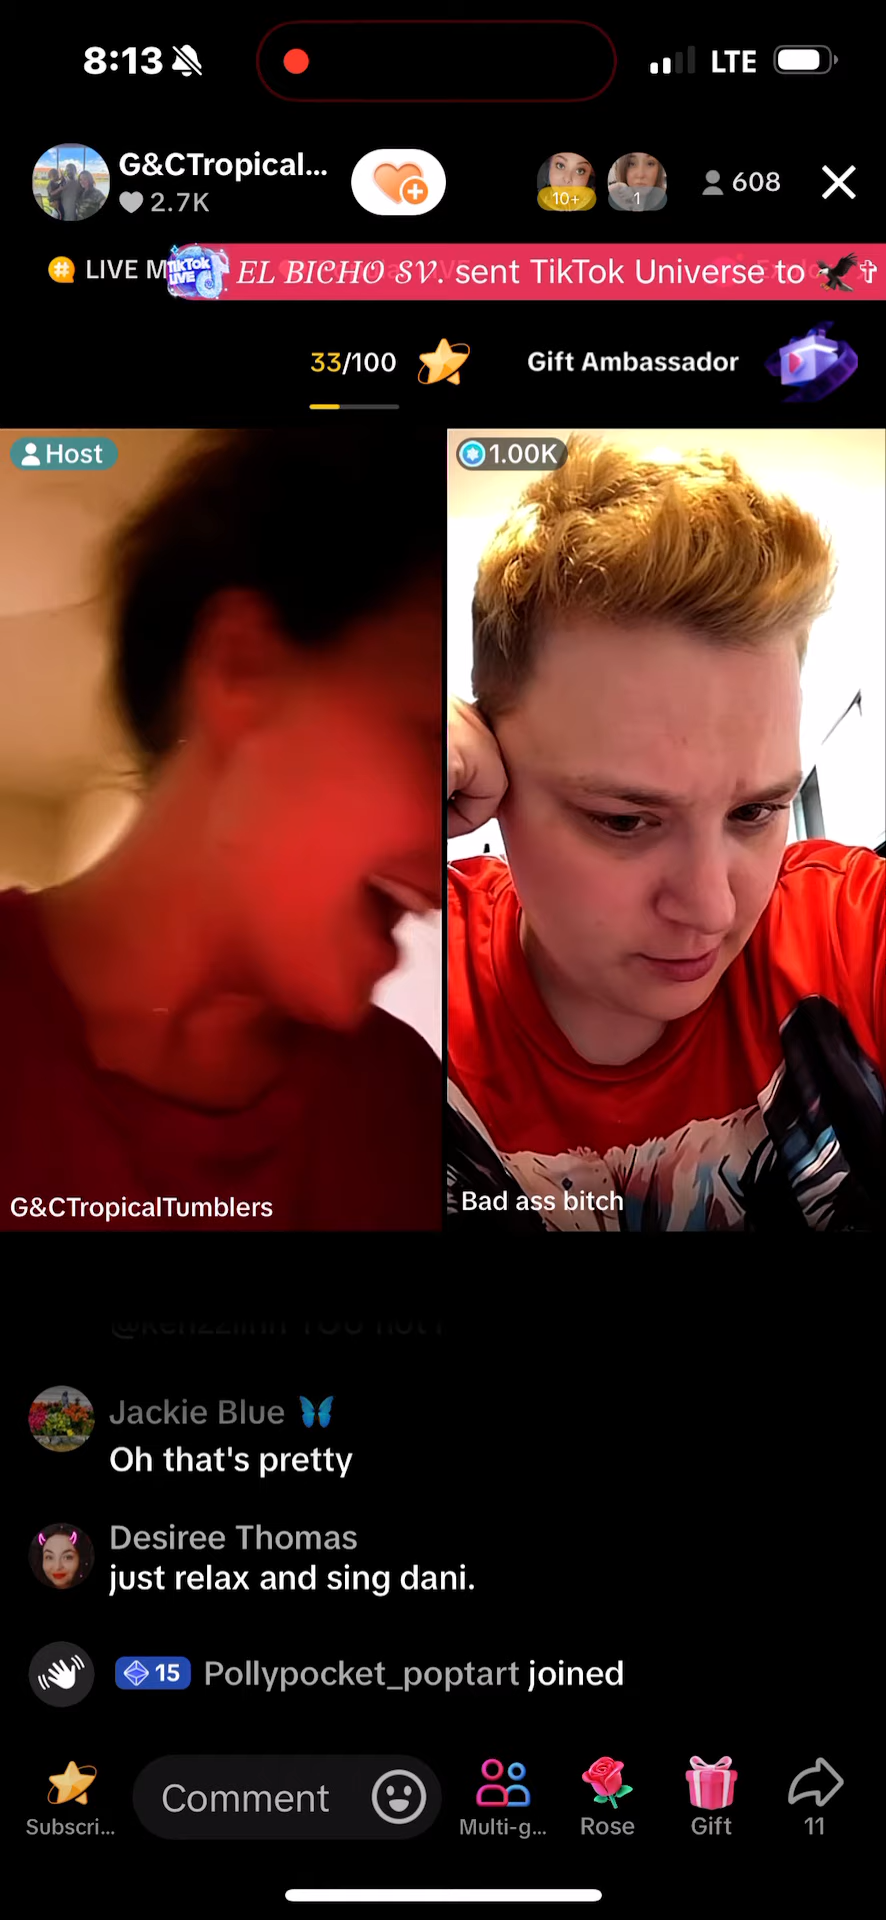 8:13
LTE
G&CTropical...
2.7K
10+
1
608
LIVE M
TikTok
LIVE
EL BICHO SV. sent TikTok Universe to
33/100
Gift Ambassador
Host
1.00K
G&CTropicalTumblers
Bad ass bitch
Jackie Blue
Oh that's pretty
Desiree Thomas
just relax and sing dani.
15 Pollypocket_poptart joined
Comment
Subscri...
Multi-g...
Rose
Gift
11